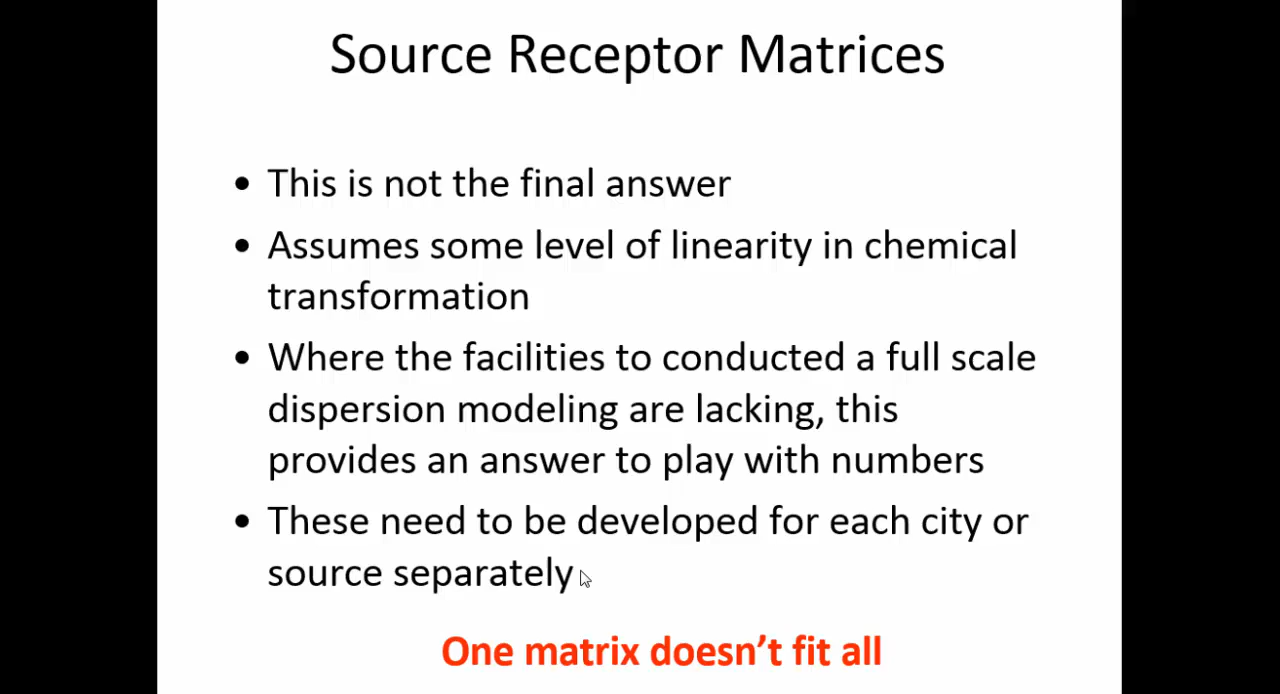 Source Receptor Matrices
• This is not the final answer
• Assumes some level of linearity in chemical
transformation
• Where the facilities to conducted a full scale
dispersion modeling are lacking, this
provides an answer to play with numbers
• These need to be developed for each city or
source separately
One matrix doesn’t fit all